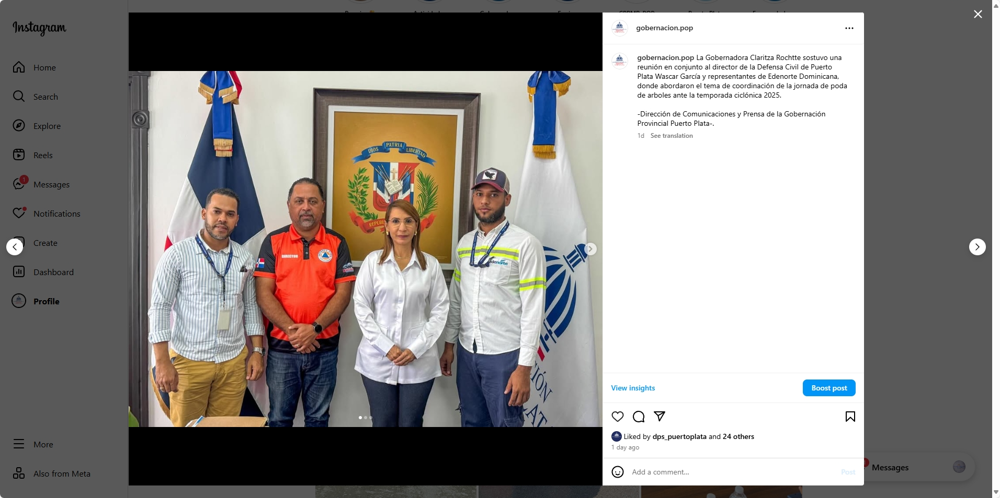 Instagram
Home
Search
Explore
Reels
1
Messages
Notifications
Create
Dashboard
Profile
More
Also from Meta
DIOS PATRIA LIBERTAD
DIRECTOR
edenorte
gobernacion.pop
gobernacion.pop La Gobernadora Claritza Rochtte sostuvo una
reunión en conjunto al director de la Defensa Civil de Puerto
Plata Wascar García y representantes de Edenorte Dominicana,
donde abordaron el tema de coordinación de la jornada de poda
de arboles ante la temporada ciclónica 2025.
-Dirección de Comunicaciones y Prensa de la Gobernación
Provincial Puerto Plata-.
1d See translation
View insights
Boost post
Liked by dps_puertoplata and 24 others
1 day ago
Add a comment...
Post
Messages